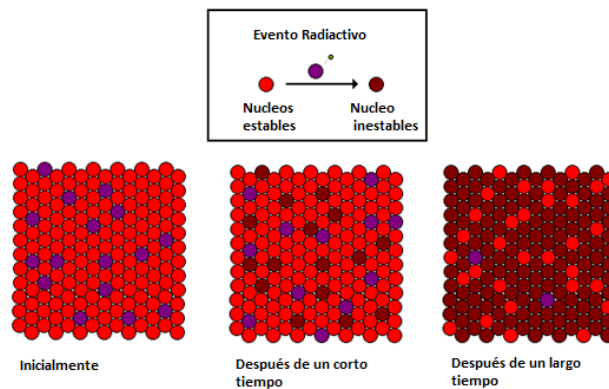 Evento Radiactivo
Nucleos
estables
Nucleo
inestables
Inicialmente
Después de un corto
tiempo
Después de un largo
tiempo